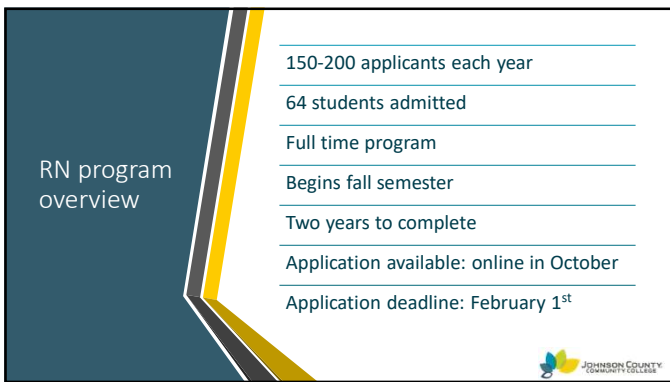 RN program
overview
150-200 applicants each year
64 students admitted
Full time program
Begins fall semester
Two years to complete
Application available: online in October
Application deadline: February 1st
JOHNSON COUNTY
COMMUNITY COLLEGE